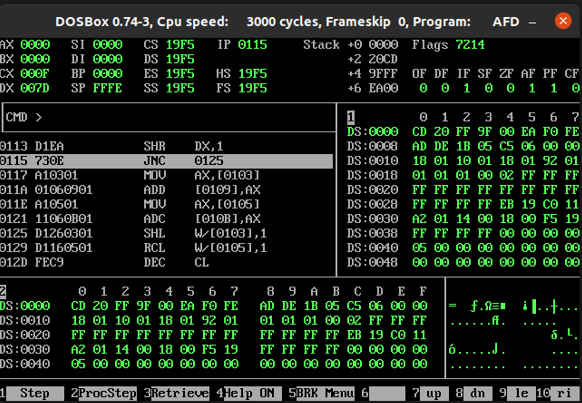 DOSBox 0.74-3, Cpu speed: 3000 cycles, Frameskip 0, Program: AFD
AX 0000 SI 0000 CS 19F5 IP 0115 Stack +0 0000 Flags 7214
BX 0000 DI 0000 DS 19F5 +2 20CD
CX 000F BP 0000 ES 19F5 HS 19F5 +4 9FFF OF DF IF SF ZF AF PF CF
DX 007D SP FFFE SS 19F5 FS 19F5 +6 EA00 0 0 1 0 0 1 1 0
CMD >
1 0 1 2 3 4 5 6 7
DS:0000 CD 20 FF 9F 00 EA F0 FE
0113 D1EA SHR DX,1 DS:0008 AD DE 1B 05 C5 06 00 00
0115 730E JNC 0125 DS:0010 18 01 10 01 18 01 92 01
0117 A10301 MOV AX,[0103] DS:0018 01 01 01 00 02 FF FF FF
011A 01060901 ADD [0109],AX DS:0020 FF FF FF FF FF FF FF FF
011E A10501 MOV AX,[0105] DS:0028 FF FF FF FF EB 19 C0 11
0121 11060B01 ADC [010B],AX DS:0030 A2 01 14 00 18 00 F5 19
0125 D1260301 SHL W/[0103],1 DS:0038 FF FF FF FF 00 00 00 00
0129 D1160501 RCL W/[0105],1 DS:0040 05 00 00 00 00 00 00 00
012D FEC9 DEC CL DS:0048 00 00 00 00 00 00 00 00
2 0 1 2 3 4 5 6 7 8 9 A B C D E F
DS:0000 CD 20 FF 9F 00 EA F0 FE AD DE 1B 05 C5 06 00 00 = ƒ.Ω≡■ ¡▐..┼...
DS:0010 18 01 10 01 18 01 92 01 01 01 01 00 02 FF FF FF ......Æ.
DS:0020 FF FF FF FF FF FF FF FF FF FF FF FF EB 19 C0 11 δ.└.
DS:0030 A2 01 14 00 18 00 F5 19 FF FF FF FF 00 00 00 00 ó.....⌡. ....
DS:0040 05 00 00 00 00 00 00 00 00 00 00 00 00 00 00 00 ........ ........
1 Step 2ProcStep 3Retrieve 4Help ON 5BRK Menu 6 7 up 8 dn 9 le 10 ri